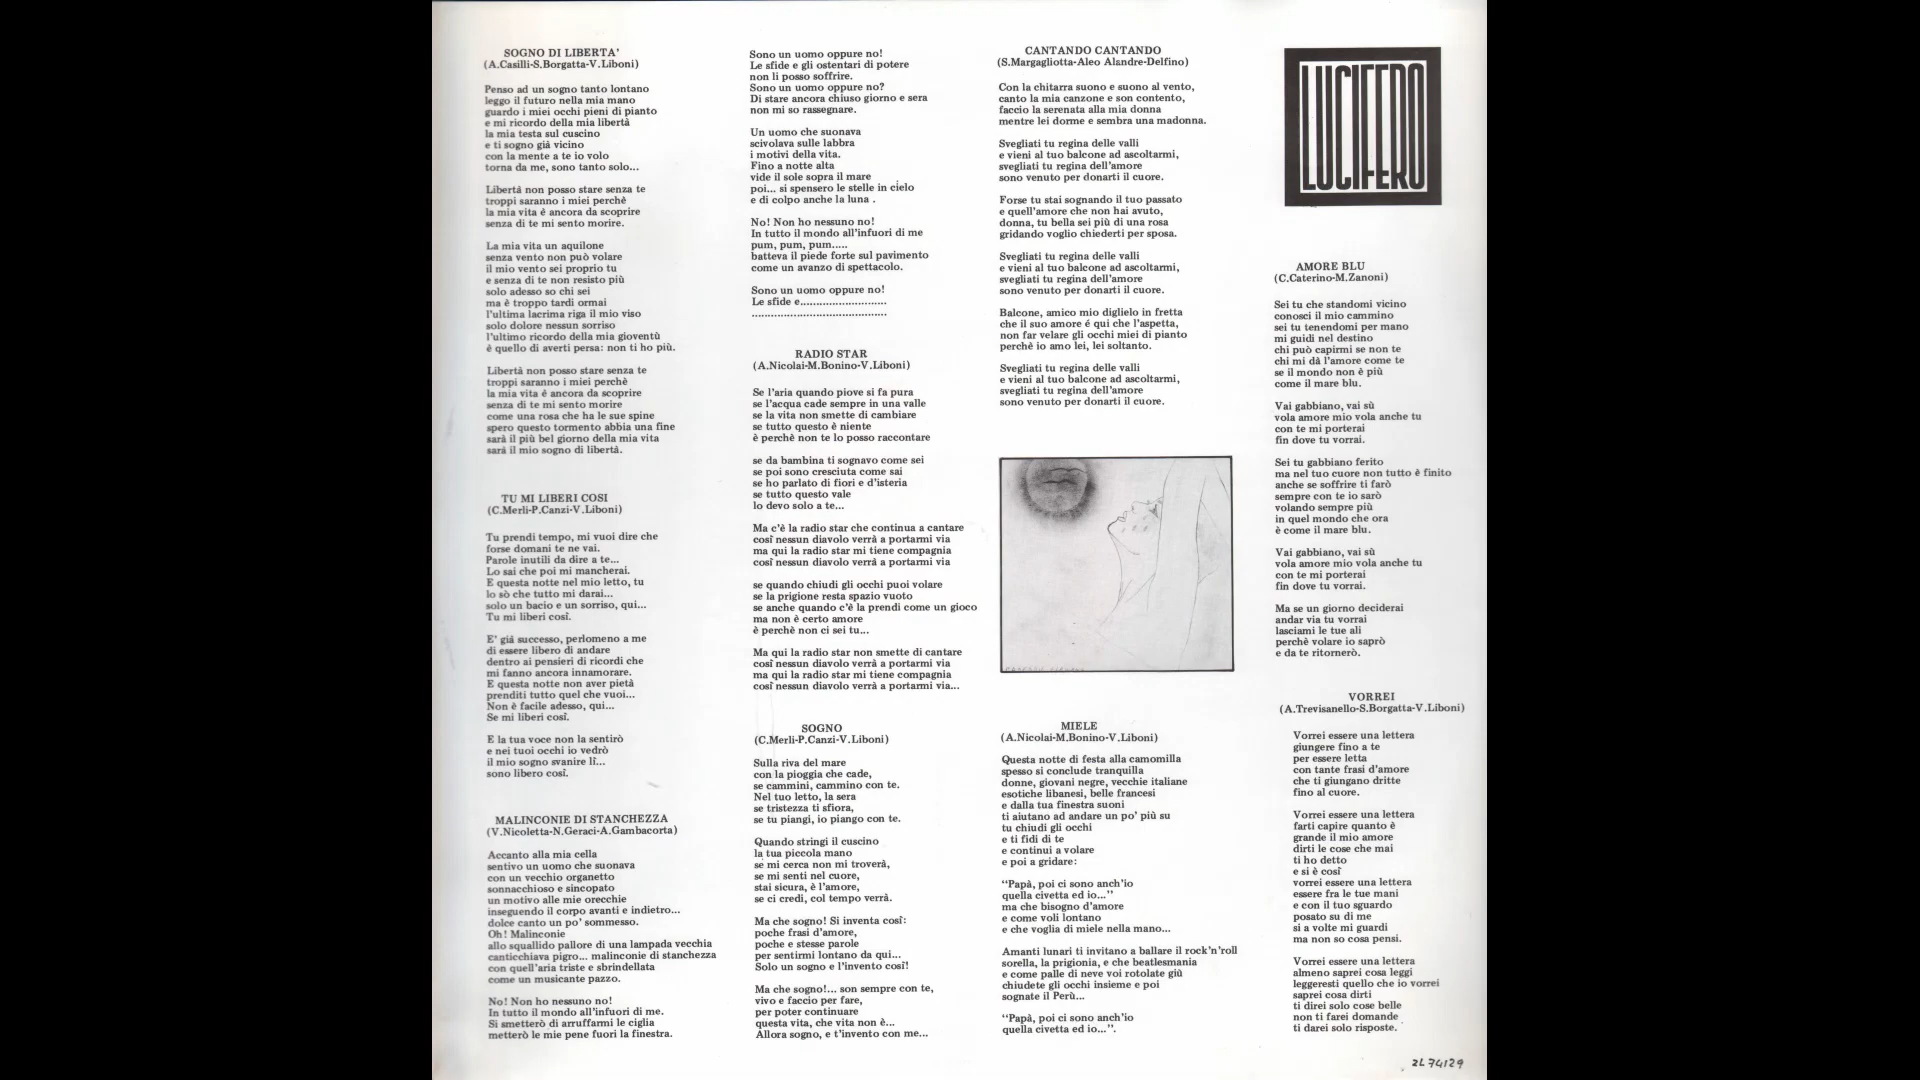 SOGNO DI LIBERTA'
(A.Casilli-S.Borgatta-V.Liboni)
Penso ad un sogno tanto lontano
leggo il futuro nella mia mano
guardo i miei occhi pieni di pianto
e mi ricordo della mia libertà
la mia testa sul cuscino
e ti sogno già vicino
con la mente a te io volo
torna da me, sono tanto solo...
Libertà non posso stare senza te
troppi saranno i miei perchè
la mia vita è ancora da scoprire
senza di te mi sento morire.
La mia vita un aquilone
senza vento non può volare
il mio vento sei proprio tu
e senza di te non resisto più
solo adesso so chi sei
ma è troppo tardi ormai
l'ultima lacrima riga il mio viso
solo dolore nessun sorriso
l'ultimo ricordo della mia gioventù
è quello di averti persa: non ti ho più.
Libertà non posso stare senza te
troppi saranno i miei perchè
la mia vita é ancora da scoprire
senza di te mi sento morire
come una rosa che ha le sue spine
spero questo tormento abbia una fine
sarà il più bel giorno della mia vita
sarà il mio sogno di libertà.
TU MI LIBERI COSI
(C.Merli-P.Canzi-V.Liboni)
Tu prendi tempo, mi vuoi dire che
forse domani te ne vai.
Parole inutili da dire a te...
Lo sai che poi mi mancherai.
E questa notte nel mio letto, tu
lo sò che tutto mi darai...
solo un bacio e un sorriso, qui...
Tu mi liberi così.
E' già successo, perlomeno a me
di essere libero di andare
dentro ai pensieri di ricordi che
mi fanno ancora innamorare.
E questa notte non aver pietà
prenditi tutto quel che vuoi...
Non è facile adesso, qui...
Se mi liberi così.
E la tua voce non la sentirò
e nei tuoi occhi io vedrò
il mio sogno svanire lì...
sono libero così.
MALINCONIE DI STANCHEZZA
(V.Nicoletta-N.Geraci-A.Gambacorta)
Accanto alla mia cella
sentivo un uomo che suonava
con un vecchio organetto
sonnacchioso e sincopato
un motivo alle mie orecchie
inseguendo il corpo avanti e indietro...
dolce canto un po' sommesso.
Oh! Malinconie
allo squallido pallore di una lampada vecchia
canticchiava pigro... malinconie di stanchezza
con quell'aria triste e sbrindellata
come un musicante pazzo.
No! Non ho nessuno no!
In tutto il mondo all'infuori di me.
Si smetterò di arruffarmi le ciglia
metterò le mie pene fuori la finestra.
Sono un uomo oppure no!
Le sfide e gli ostentari di potere
non li posso soffrire.
Sono un uomo oppure no?
Di stare ancora chiuso giorno e sera
non mi so rassegnare.
Un uomo che suonava
scivolava sulle labbra
i motivi della vita.
Fino a notte alta
vide il sole sopra il mare
poi... si spensero le stelle in cielo
e di colpo anche la luna .
No! Non ho nessuno no!
In tutto il mondo all'infuori di me
pum, pum, pum.....
batteva il piede forte sul pavimento
come un avanzo di spettacolo.
Sono un uomo oppure no!
Le sfide e..........................
........................................
RADIO STAR
(A.Nicolai-M.Bonino-V.Liboni)
Se l'aria quando piove si fa pura
se l'acqua cade sempre in una valle
se la vita non smette di cambiare
se tutto questo è niente
è perchè non te lo posso raccontare
se da bambina ti sognavo come sei
se poi sono cresciuta come sai
se ho parlato di fiori e d'isteria
se tutto questo vale
lo devo solo a te...
Ma c'è la radio star che continua a cantare
così nessun diavolo verrà a portarmi via
ma qui la radio star mi tiene compagnia
così nessun diavolo verrà a portarmi via
se quando chiudi gli occhi puoi volare
se la prigione resta spazio vuoto
se anche quando c'è la prendi come un gioco
ma non è certo amore
è perchè non ci sei tu...
Ma qui la radio star non smette di cantare
così nessun diavolo verrà a portarmi via
ma qui la radio star mi tiene compagnia
così nessun diavolo verrà a portarmi via...
SOGNO
(C.Merli-P.Canzi-V.Liboni)
Sulla riva del mare
con la pioggia che cade,
se cammini, cammino con te.
Nel tuo letto, la sera
se tristezza ti sfiora,
se tu piangi, io piango con te.
Quando stringi il cuscino
la tua piccola mano
se mi cerca non mi troverà,
se mi senti nel cuore,
stai sicura, è l'amore,
se ci credi, col tempo verrà.
Ma che sogno! Si inventa così:
poche frasi d'amore,
poche e stesse parole
per sentirmi lontano da qui...
Solo un sogno e l'invento così!
Ma che sogno!... son sempre con te,
vivo e faccio per fare,
per poter continuare
questa vita, che vita non è...
Allora sogno, e t'invento con me...
CANTANDO CANTANDO
(S.Margagliotta-Aleo Alandre-Delfino)
Con la chitarra suono e suono al vento,
canto la mia canzone e son contento,
faccio la serenata alla mia donna
mentre lei dorme e sembra una madonna.
Svegliati tu regina delle valli
e vieni al tuo balcone ad ascoltarmi,
svegliati tu regina dell'amore
sono venuto per donarti il cuore.
Forse tu stai sognando il tuo passato
e quell'amore che non hai avuto,
donna, tu bella sei più di una rosa
gridando voglio chiederti per sposa.
Svegliati tu regina delle valli
e vieni al tuo balcone ad ascoltarmi,
svegliati tu regina dell'amore
sono venuto per donarti il cuore.
Balcone, amico mio diglielo in fretta
che il suo amore é qui che l'aspetta,
non far velare gli occhi miei di pianto
perchè io amo lei, lei soltanto.
Svegliati tu regina delle valli
e vieni al tuo balcone ad ascoltarmi,
svegliati tu regina dell'amore
sono venuto per donarti il cuore.
MIELE
(A.Nicolai-M.Bonino-V.Liboni)
Questa notte di festa alla camomilla
spesso si conclude tranquilla
donne, giovani negre, vecchie italiane
esotiche libanesi, belle francesi
e dalla tua finestra suoni
ti aiutano ad andare un po' più su
tu chiudi gli occhi
e ti fidi di te
e continui a volare
e poi a gridare:
"Papà, poi ci sono anch'io
quella civetta ed io..."
ma che bisogno d'amore
e come voli lontano
e che voglia di miele nella mano...
Amanti lunari ti invitano a ballare il rock'n'roll
sorella, la prigionia, e che beatlesmania
e come palle di neve voi rotolate giù
chiudete gli occhi insieme e poi
sognate il Perù...
"Papà, poi ci sono anch'io
quella civetta ed io...".
LUCIFERO
AMORE BLU
(C.Caterino-M.Zanoni)
Sei tu che standomi vicino
conosci il mio cammino
sei tu tenendomi per mano
mi guidi nel destino
chi può capirmi se non te
chi mi dà l'amore come te
se il mondo non è più
come il mare blu.
Vai gabbiano, vai sù
vola amore mio vola anche tu
con te mi porterai
fin dove tu vorrai.
Sei tu gabbiano ferito
ma nel tuo cuore non tutto è finito
anche se soffrire ti farò
sempre con te io sarò
volando sempre più
in quel mondo che ora
è come il mare blu.
Vai gabbiano, vai sù
vola amore mio vola anche tu
con te mi porterai
fin dove tu vorrai.
Ma se un giorno deciderai
andar via tu vorrai
lasciami le tue ali
perchè volare io saprò
e da te ritornerò.
VORREI
(A.Trevisanello-S.Borgatta-V.Liboni)
Vorrei essere una lettera
giungere fino a te
per essere letta
con tante frasi d'amore
che ti giungano dritte
fino al cuore.
Vorrei essere una lettera
farti capire quanto è
grande il mio amore
dirti le cose che mai
ti ho detto
e si è così
vorrei essere una lettera
essere fra le tue mani
e con il tuo sguardo
posato su di me
si a volte mi guardi
ma non so cosa pensi.
Vorrei essere una lettera
almeno saprei cosa leggi
leggeresti quello che io vorrei
saprei cosa dirti
ti direi solo cose belle
non ti farei domande
ti darei solo risposte.
ZL74129